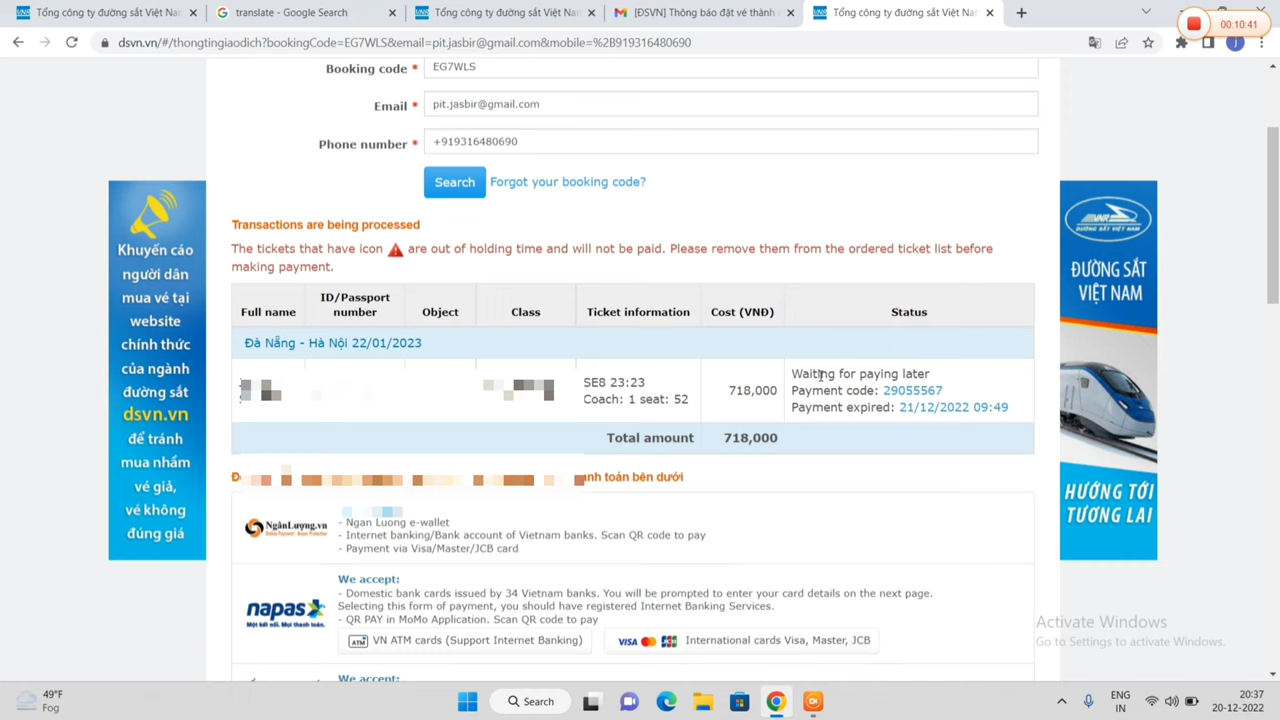 Tổng công ty đường sắt Việt Na
translate - Google Search
Tổng công ty đường sắt Việt Na
[ĐSVN] Thông báo đặt vé thành
Tổng công ty đường sắt Việt Na
00:10:41
dsvn.vn/#/thongtingiaodich?bookingCode=EG7WLS&email=pit.jasbir@gmail.com&mobile=%2B919316480690
J
Booking code * EG7WLS
Email * pit.jasbir@gmail.com
Phone number * +919316480690
Search Forgot your booking code?
Transactions are being processed
The tickets that have icon are out of holding time and will not be paid. Please remove them from the ordered ticket list before
making payment.
Full name ID/Passport number Object Class Ticket information Cost (VNĐ) Status
Đà Nẵng - Hà Nội 22/01/2023
SE8 23:23
Coach: 1 seat: 52
718,000
Waiting for paying later
Payment code: 29055567
Payment expired: 21/12/2022 09:49
Total amount 718,000
anh toán bên dưới
NgânLượng.vn
- Ngan Luong e-wallet
- Internet banking/Bank account of Vietnam banks. Scan QR code to pay
- Payment via Visa/Master/JCB card
napas
Một kết nối. Mọi thanh toán.
We accept:
- Domestic bank cards issued by 34 Vietnam banks. You will be prompted to enter your card details on the next page.
Selecting this form of payment, you should have registered Internet Banking Services.
- QR PAY in MoMo Application. Scan QR code to pay
ATM VN ATM cards (Support Internet Banking)
VISA JCB International cards Visa, Master, JCB
We accept:
Khuyến cáo
người dân
mua vé tại
website
chính thức
của ngành
đường sắt
dsvn.vn
để tránh
mua nhầm
vé giả,
vé không
đúng giá
VNR
ĐƯỜNG SẮT
VIỆT NAM
HƯỚNG TỚI
TƯƠNG LAI
Activate Windows
Go to Settings to activate Windows.
49°F
Fog
Search
ENG
IN
20:37
20-12-2022